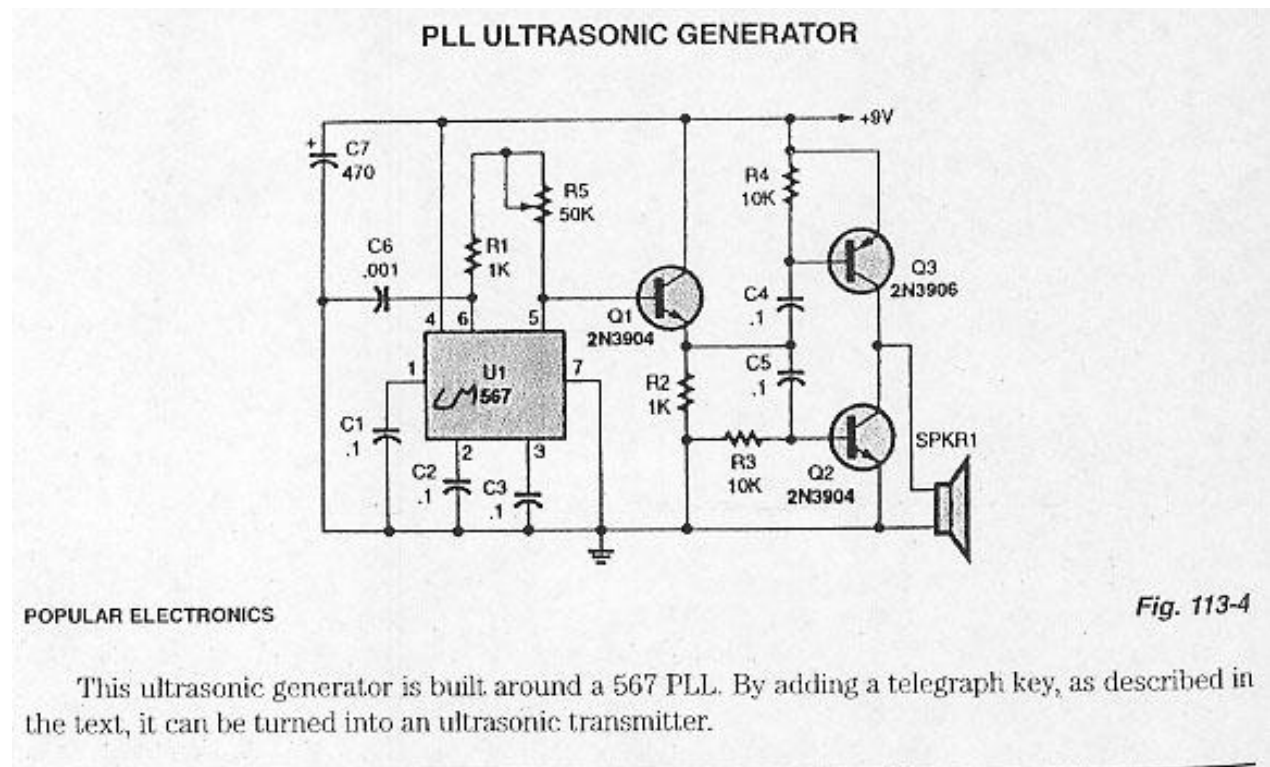 PLL ULTRASONIC GENERATOR
+9V
+
C7
470
R4
10K
R5
50K
C6
.001
R1
1K
Q3
2N3906
C4
.1
4
6
5
Q1
2N3904
1
U1
LM567
7
C5
.1
R2
1K
C1
.1
SPKR1
2
3
C2
.1
C3
.1
R3
10K
Q2
2N3904
POPULAR ELECTRONICS
Fig. 113-4
This ultrasonic generator is built around a 567 PLL. By adding a telegraph key, as described in
the text, it can be turned into an ultrasonic transmitter.